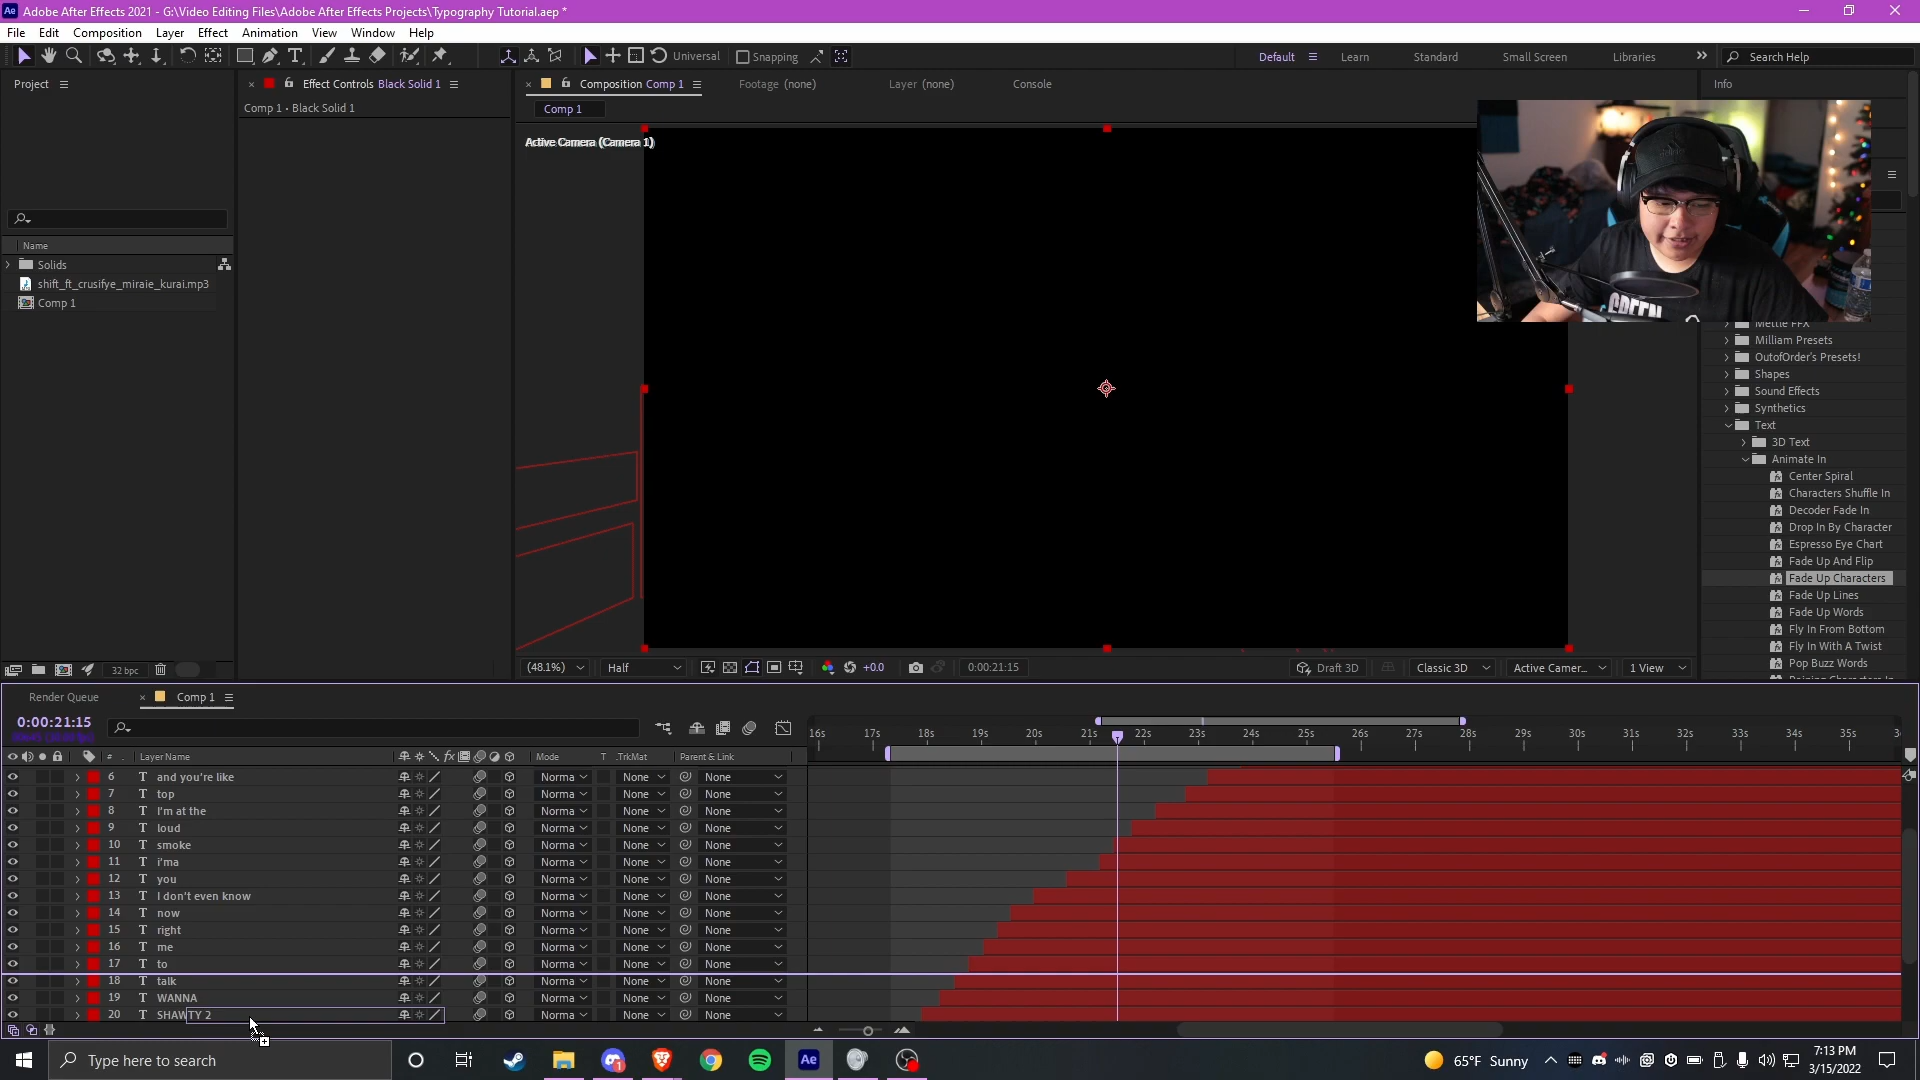 Adobe After Effects 2021 - G:\Video Editing Files\Adobe After Effects Projects\Typography Tutorial.aep *
File Edit Composition Layer Effect Animation View Window Help
Universal Snapping Default Learn Standard Small Screen Libraries Search Help
Project
Effect Controls Black Solid 1
Composition Comp 1
Footage (none)
Layer (none)
Console
Info
Comp 1 • Black Solid 1
Comp 1
Active Camera (Camera 1)
Name
Solids
shift_ft_crusifye_miraie_kurai.mp3
Comp 1
GREEN
Mettle FFX
Milliam Presets
OutofOrder's Presets!
Shapes
Sound Effects
Synthetics
Text
3D Text
Animate In
Center Spiral
Characters Shuffle In
Decoder Fade In
Drop In By Character
Espresso Eye Chart
Fade Up And Flip
Fade Up Characters
Fade Up Lines
Fade Up Words
Fly In From Bottom
Fly In With A Twist
Pop Buzz Words
32 bpc
(48.1%) Half +0.0 0:00:21:15 Draft 3D Classic 3D Active Camer... 1 View
Render Queue
Comp 1
0:00:21:15
16s 17s 18s 19s 20s 21s 22s 23s 24s 25s 26s 27s 28s 29s 30s 31s 32s 33s 34s 35s 3
# Layer Name Mode T .TrkMat Parent & Link
6 T and you're like Norma None None
7 T top Norma None None
8 T I'm at the Norma None None
9 T loud Norma None None
10 T smoke Norma None None
11 T i'ma Norma None None
12 T you Norma None None
13 T I don't even know Norma None None
14 T now Norma None None
15 T right Norma None None
16 T me Norma None None
17 T to Norma None None
18 T talk Norma None None
19 T WANNA Norma None None
20 T SHAWTY 2 Norma None None
Type here to search
Ae
65°F Sunny
7:13 PM
3/15/2022